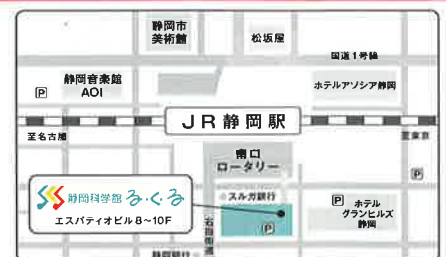 静岡市
美術館
松坂屋
国道1号線
静岡音楽館
AOI
P
ホテルアソシア静岡
JR静岡駅
至名古屋
至東京
南口
ロータリー
P
スルガ銀行
静岡科学館 る・く・る
エスパティオビル8～10F
P
ホテル
グランヒルズ
静岡
P
石田街道
静岡銀行